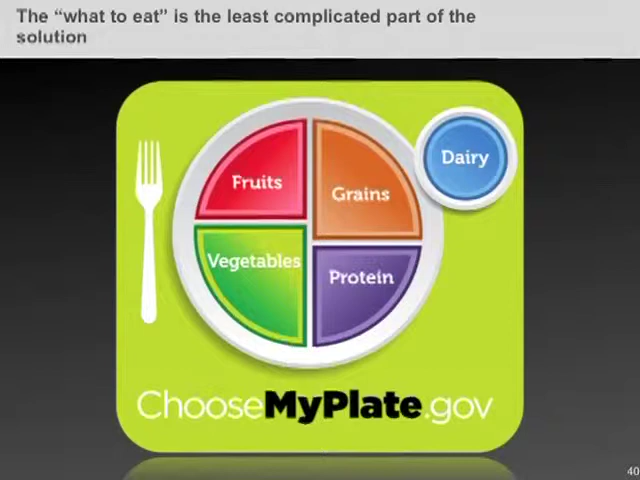 The “what to eat” is the least complicated part of the
solution
Fruits
Grains
Dairy
Vegetables
Protein
ChooseMyPlate.gov
40